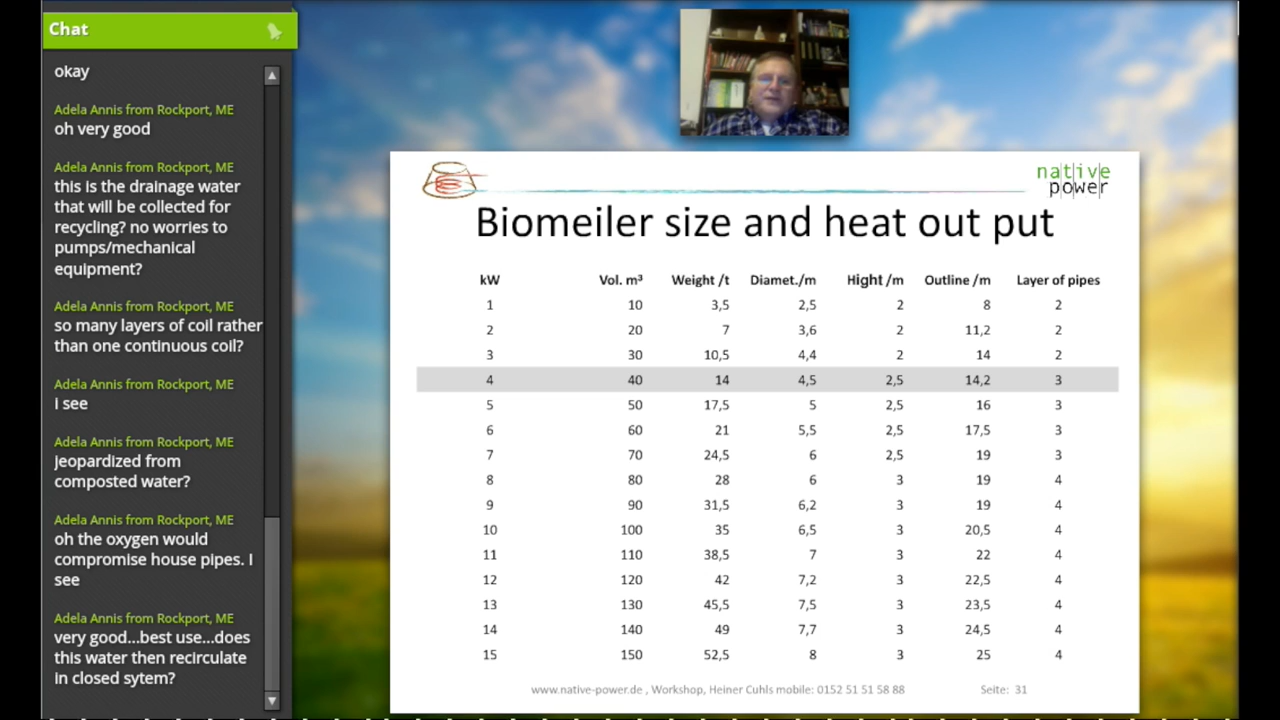 Chat
okay
Adela Annis from Rockport, ME
oh very good
Adela Annis from Rockport, ME
this is the drainage water
that will be collected for
recycling? no worries to
pumps/mechanical
equipment?
Adela Annis from Rockport, ME
so many layers of coil rather
than one continuous coil?
Adela Annis from Rockport, ME
i see
Adela Annis from Rockport, ME
jeopardized from
composted water?
Adela Annis from Rockport, ME
oh the oxygen would
compromise house pipes. I
see
Adela Annis from Rockport, ME
very good...best use...does
this water then recirculate
in closed sytem?
native
power
Biomeiler size and heat out put
kW Vol. m³ Weight /t Diamet./m Hight /m Outline /m Layer of pipes
1 10 3,5 2,5 2 8 2
2 20 7 3,6 2 11,2 2
3 30 10,5 4,4 2 14 2
4 40 14 4,5 2,5 14,2 3
5 50 17,5 5 2,5 16 3
6 60 21 5,5 2,5 17,5 3
7 70 24,5 6 2,5 19 3
8 80 28 6 3 19 4
9 90 31,5 6,2 3 19 4
10 100 35 6,5 3 20,5 4
11 110 38,5 7 3 22 4
12 120 42 7,2 3 22,5 4
13 130 45,5 7,5 3 23,5 4
14 140 49 7,7 3 24,5 4
15 150 52,5 8 3 25 4
www.native-power.de , Workshop, Heiner Cuhls mobile: 0152 51 51 58 88 Seite: 31